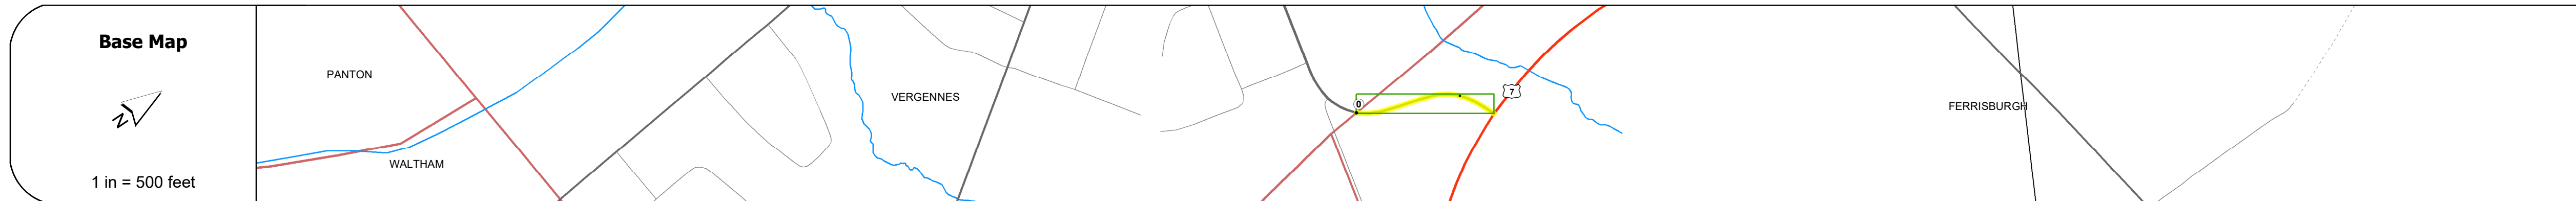 Base Map
N
1 in = 500 feet
PANTON
WALTHAM
VERGENNES
0
7
FERRISBURGH